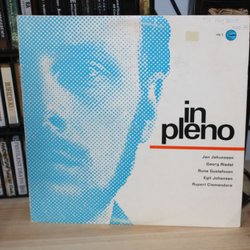 in
pleno
Jan Johansson
Georg Riedel
Rune Gustafsson
Egil Johansen
Rupert Clemendore